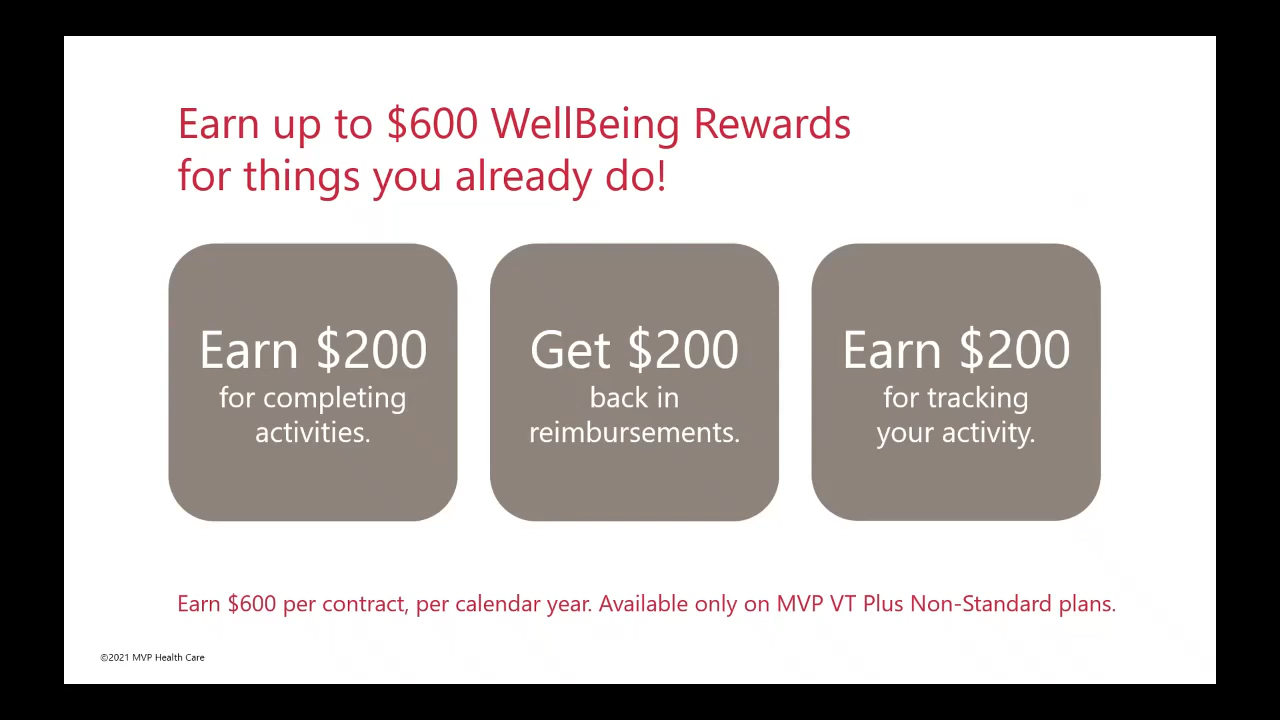 Earn up to $600 WellBeing Rewards
for things you already do!
Earn $200
for completing
activities.
Get $200
back in
reimbursements.
Earn $200
for tracking
your activity.
Earn $600 per contract, per calendar year. Available only on MVP VT Plus Non-Standard plans.
©2021 MVP Health Care